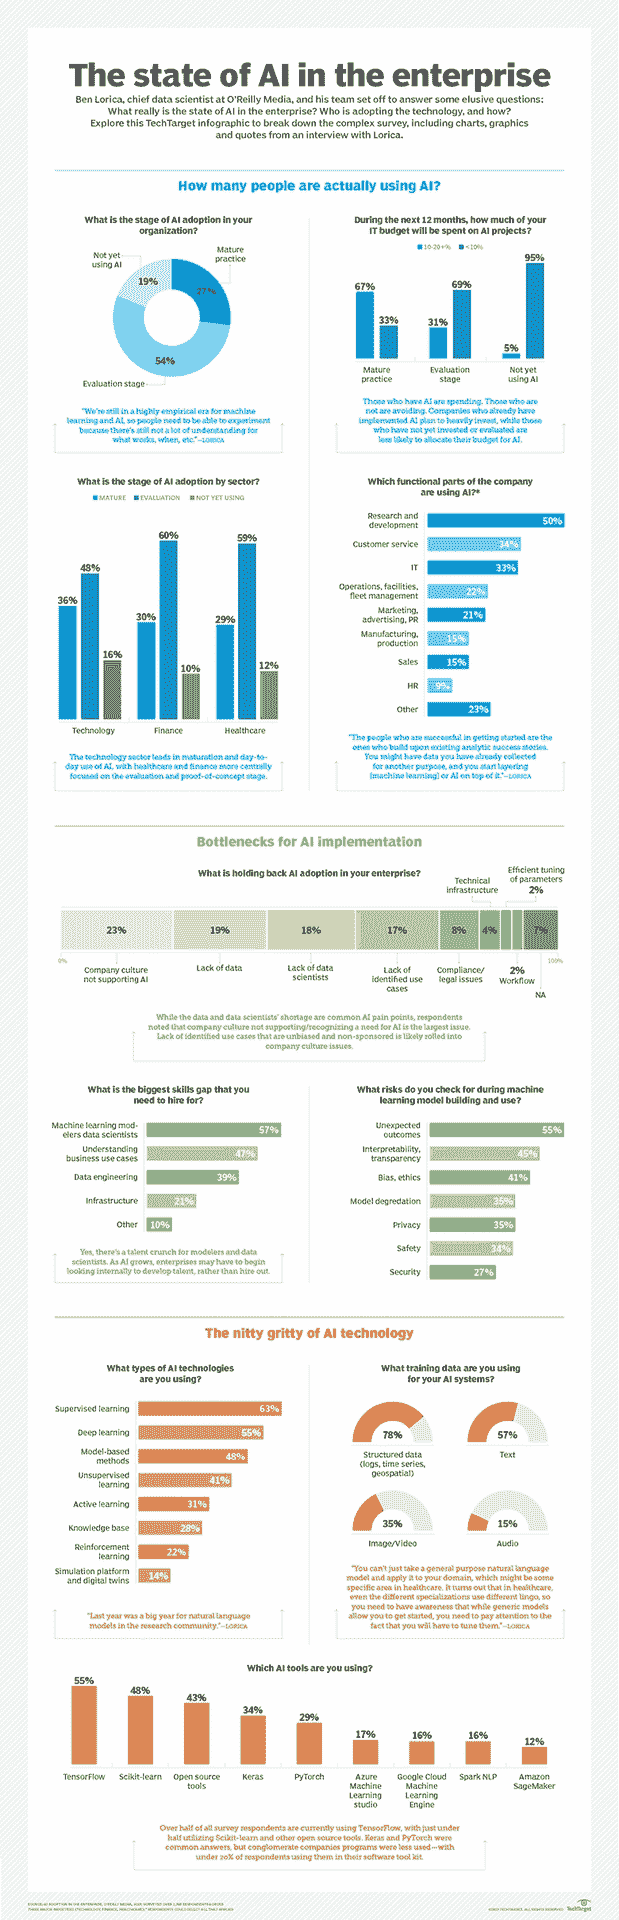 The state of AI in the enterprise
Ben Lorica, chief data scientist at O'Reilly Media, and his team set off to answer some elusive questions:
What really is the state of AI in the enterprise? Who is adopting the technology, and how?
Explore this TechTarget infographic to break down the complex survey, including charts, graphics
and quotes from an interview with Lorica.
How many people are actually using AI?
What is the stage of AI adoption in your
organization?
Not yet
using AI
Mature
practice
19%
27%
54%
Evaluation stage
"We're still in a highly empirical era for machine
learning and AI, so people need to be able to experiment
because there's still not a lot of understanding for
what works, when, etc."—LORICA
During the next 12 months, how much of your
IT budget will be spent on AI projects?
10-20+% <10%
67%
33%
31%
69%
5%
95%
Mature
practice
Evaluation
stage
Not yet
using AI
Those who have AI are spending. Those who are
not are avoiding. Companies who already have
implemented AI plan to heavily invest, while those
who have not yet invested or evaluated are
less likely to allocate their budget for AI.
What is the stage of AI adoption by sector?
MATURE EVALUATION NOT YET USING
36%
48%
16%
30%
60%
10%
29%
59%
12%
Technology
Finance
Healthcare
The technology sector leads in maturation and day-to-
day use of AI, with healthcare and finance more centrally
focused on the evaluation and proof-of-concept stage.
Which functional parts of the company
are using AI?*
Research and
development
50%
Customer service
34%
IT
33%
Operations, facilities,
fleet management
22%
Marketing,
advertising, PR
21%
Manufacturing,
production
15%
Sales
15%
HR
9%
Other
23%
"The people who are successful in getting started are the
ones who build upon existing analytic success stories.
You might have data you have already collected
for another purpose, and you start layering
[machine learning] or AI on top of it."—LORICA
Bottlenecks for AI implementation
What is holding back AI adoption in your enterprise?
Technical
infrastructure
Efficient tuning
of parameters
2%
23%
19%
18%
17%
8%
4%
7%
0%
100%
Company culture
not supporting AI
Lack of data
Lack of data
scientists
Lack of
identified use
cases
Compliance/
legal issues
2%
Workflow
NA
While the data and data scientists' shortage are common AI pain points, respondents
noted that company culture not supporting/recognizing a need for AI is the largest issue.
Lack of identified use cases that are unbiased and non-sponsored is likely rolled into
company culture issues.
What is the biggest skills gap that you
need to hire for?
Machine learning mod-
elers data scientists
57%
Understanding
business use cases
47%
Data engineering
39%
Infrastructure
21%
Other
10%
Yes, there's a talent crunch for modelers and data
scientists. As AI grows, enterprises may have to begin
looking internally to develop talent, rather than hire out.
What risks do you check for during machine
learning model building and use?
Unexpected
outcomes
55%
Interpretability,
transparency
45%
Bias, ethics
41%
Model degredation
35%
Privacy
35%
Safety
34%
Security
27%
The nitty gritty of AI technology
What types of AI technologies
are you using?
Supervised learning
63%
Deep learning
55%
Model-based
methods
48%
Unsupervised
learning
41%
Active learning
31%
Knowledge base
28%
Reinforcement
learning
22%
Simulation platform
and digital twins
14%
"Last year was a big year for natural language
models in the research community."—LORICA
What training data are you using
for your AI systems?
78%
Structured data
(logs, time series,
geospatial)
57%
Text
35%
Image/Video
15%
Audio
"You can't just take a general purpose natural language
model and apply it to your domain, which might be some
specific area in healthcare. It turns out that in healthcare,
even the different specializations use different lingo, so
you need to have awareness that while generic models
allow you to get started, you need to pay attention to the
fact that you will have to tune them."—LORICA
Which AI tools are you using?
55%
48%
43%
34%
29%
17%
16%
16%
12%
TensorFlow
Scikit-learn
Open source
tools
Keras
PyTorch
Azure
Machine
Learning
studio
Google Cloud
Machine
Learning
Engine
Spark NLP
Amazon
SageMaker
Over half of all survey respondents are currently using TensorFlow, with just under
half utilizing Scikit-learn and other open source tools. Keras and PyTorch were
common answers, but conglomerate companies programs were less used—with
under 20% of respondents using them in their software tool kit.
TechTarget